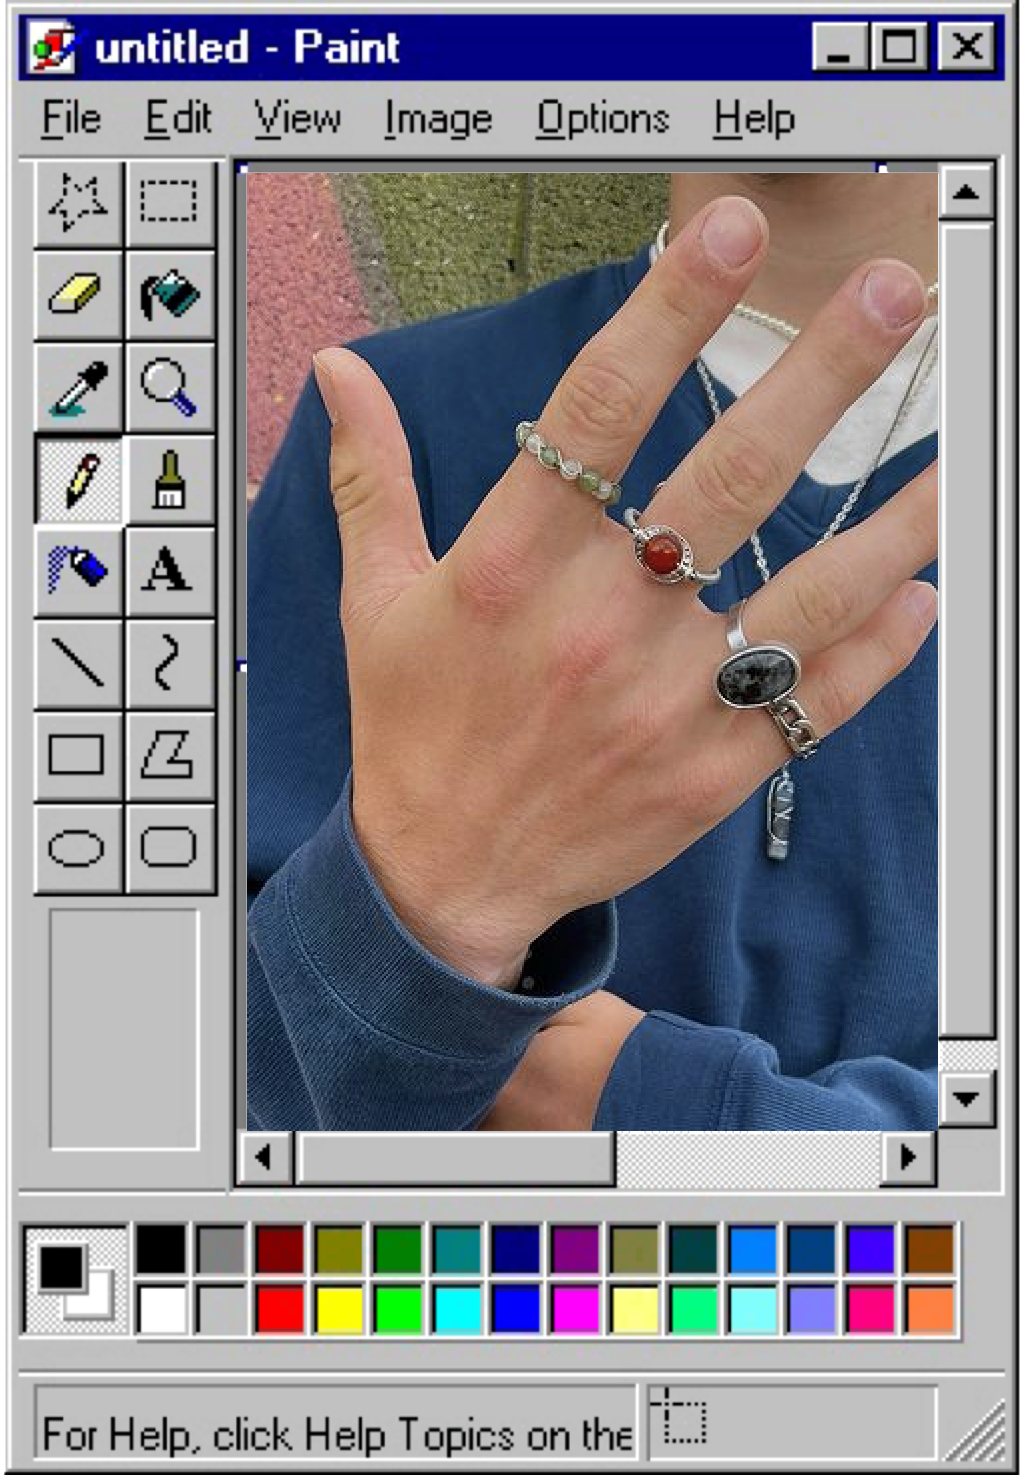 untitled - Paint
File Edit View Image Options Help
A
For Help, click Help Topics on the